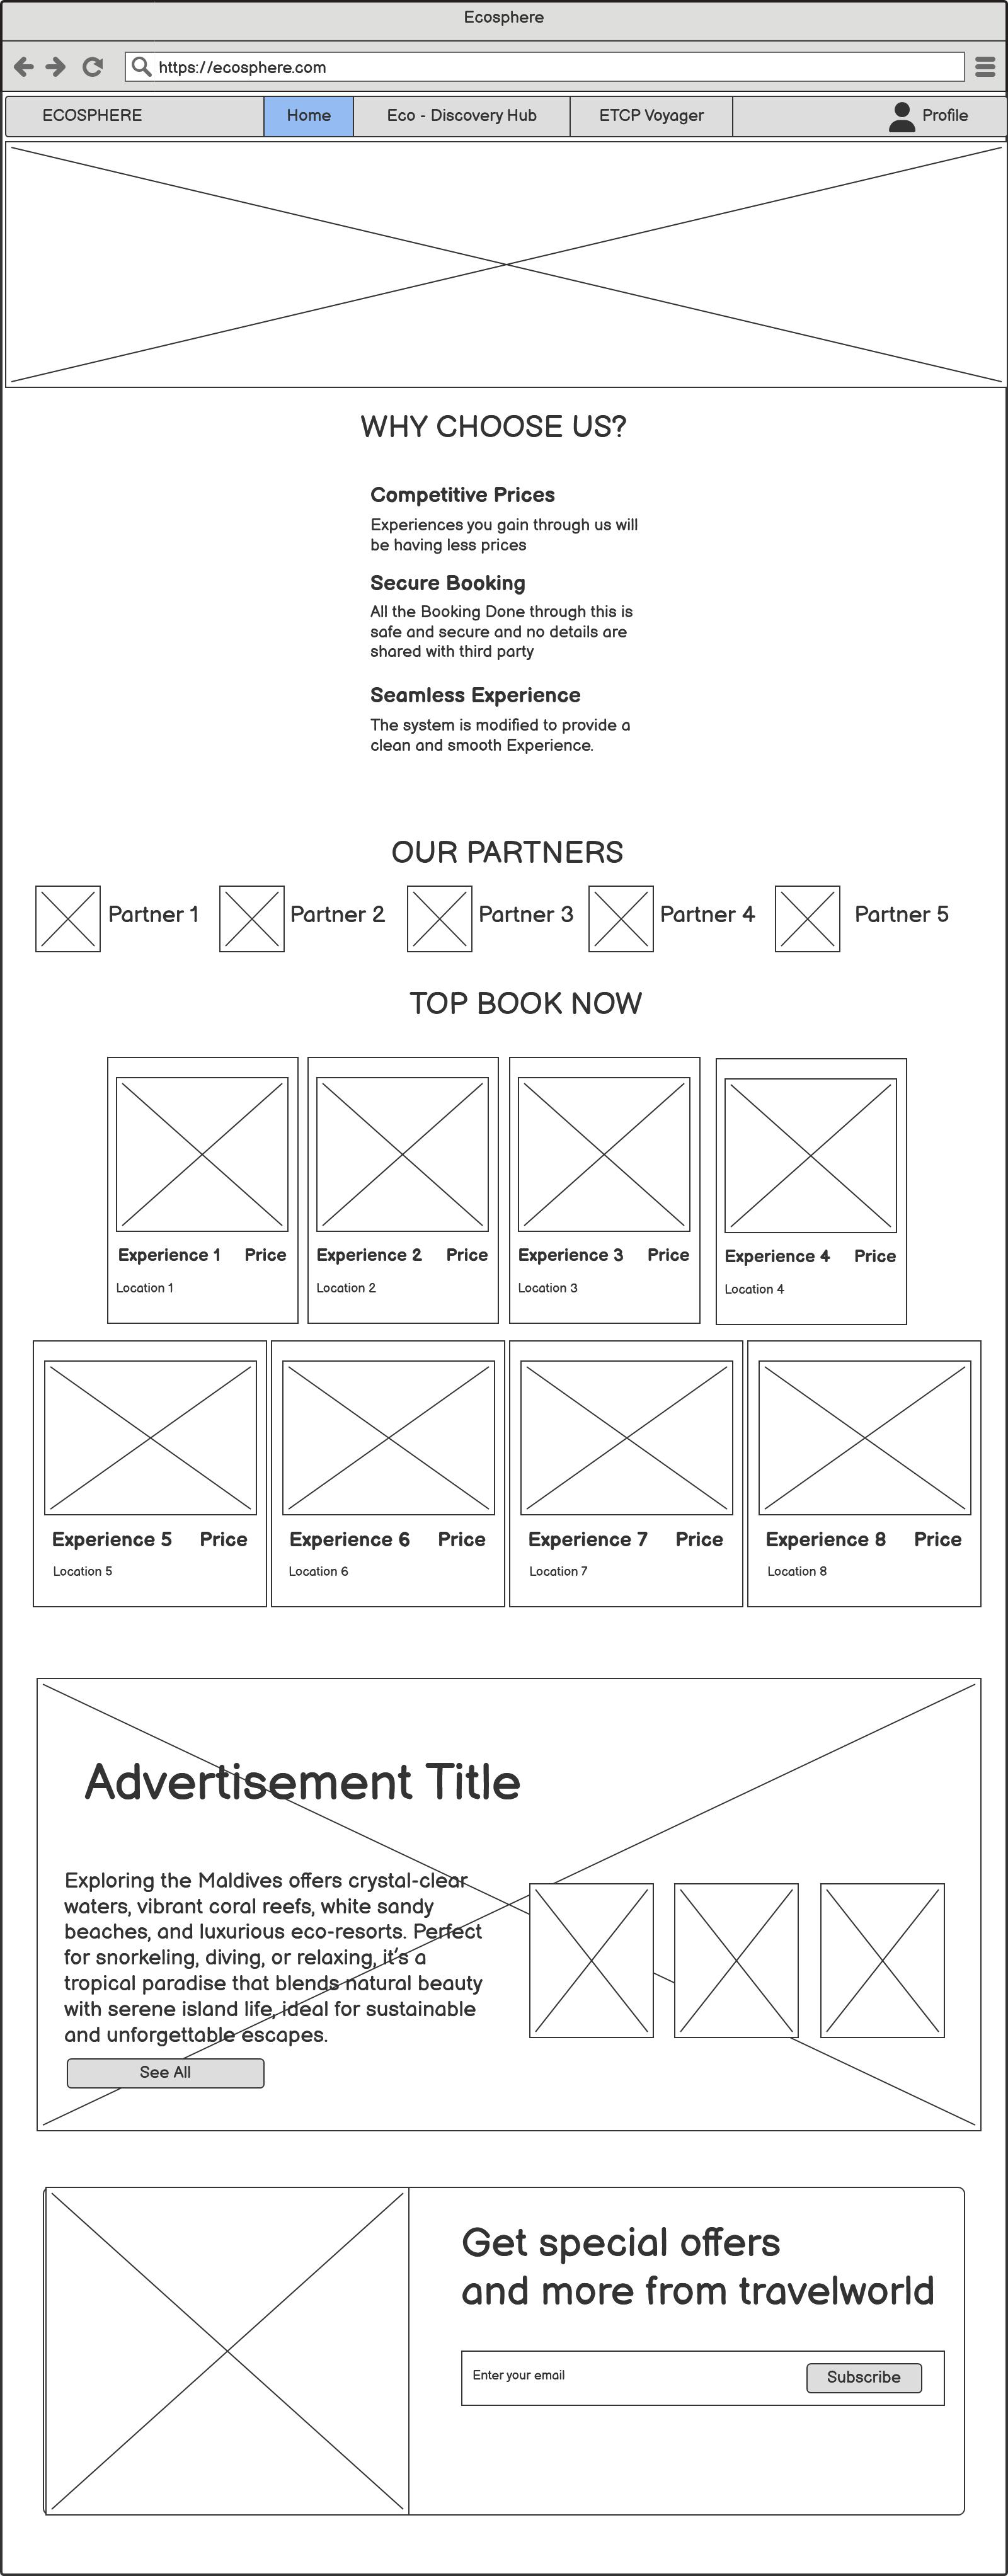 Ecosphere
https://ecosphere.com
ECOSPHERE Home Eco - Discovery Hub ETCP Voyager Profile
WHY CHOOSE US?
Competitive Prices
Experiences you gain through us will
be having less prices
Secure Booking
All the Booking Done through this is
safe and secure and no details are
shared with third party
Seamless Experience
The system is modified to provide a
clean and smooth Experience.
OUR PARTNERS
Partner 1 Partner 2 Partner 3 Partner 4 Partner 5
TOP BOOK NOW
Experience 1 Price Experience 2 Price Experience 3 Price Experience 4 Price
Location 1 Location 2 Location 3 Location 4
Experience 5 Price Experience 6 Price Experience 7 Price Experience 8 Price
Location 5 Location 6 Location 7 Location 8
Advertisement Title
Exploring the Maldives offers crystal-clear
waters, vibrant coral reefs, white sandy
beaches, and luxurious eco-resorts. Perfect
for snorkeling, diving, or relaxing, it's a
tropical paradise that blends natural beauty
with serene island life, ideal for sustainable
and unforgettable escapes.
See All
Get special offers
and more from travelworld
Enter your email Subscribe